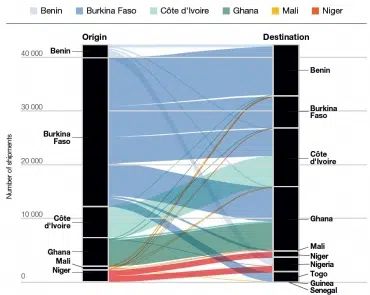 Benin Burkina Faso Côte d'Ivoire Ghana Mali Niger
Origin Destination
Number of shipments
40 000
30 000
20 000
10 000
0
Benin
Burkina
Faso
Côte
d'Ivoire
Ghana
Mali
Niger
Benin
Burkina
Faso
Côte
d'Ivoire
Ghana
Mali
Niger
Nigeria
Togo
Guinea
Senegal